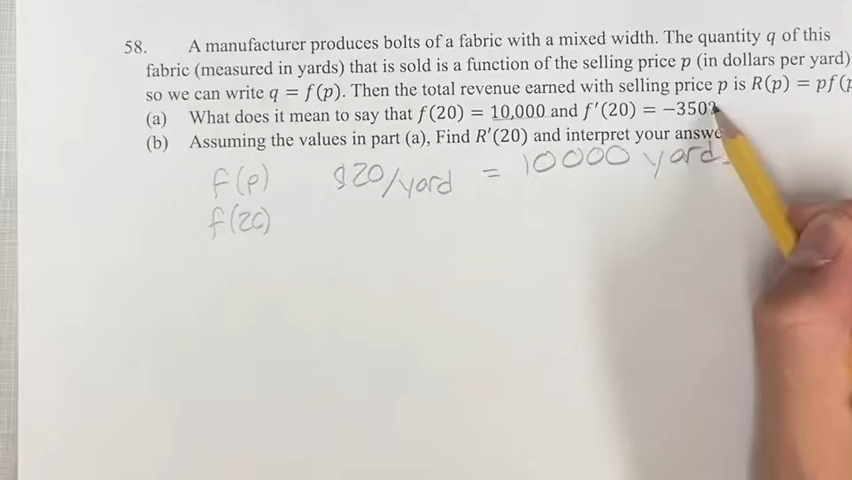 58. A manufacturer produces bolts of a fabric with a mixed width. The quantity q of this
fabric (measured in yards) that is sold is a function of the selling price p (in dollars per yard)
so we can write q = f(p). Then the total revenue earned with selling price p is R(p) = pf(p
(a) What does it mean to say that f(20) = 10,000 and f′(20) = −350?
(b) Assuming the values in part (a), Find R′(20) and interpret your answe
f(p) $20/yard = 10000 yard
f(20)